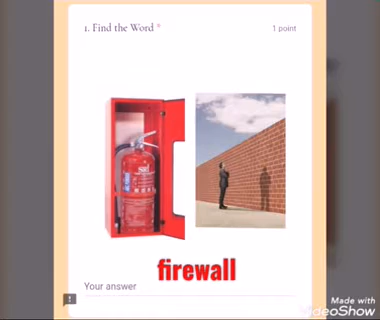 1. Find the Word *
1 point
firewall
Your answer
!
Made with
VideoShow